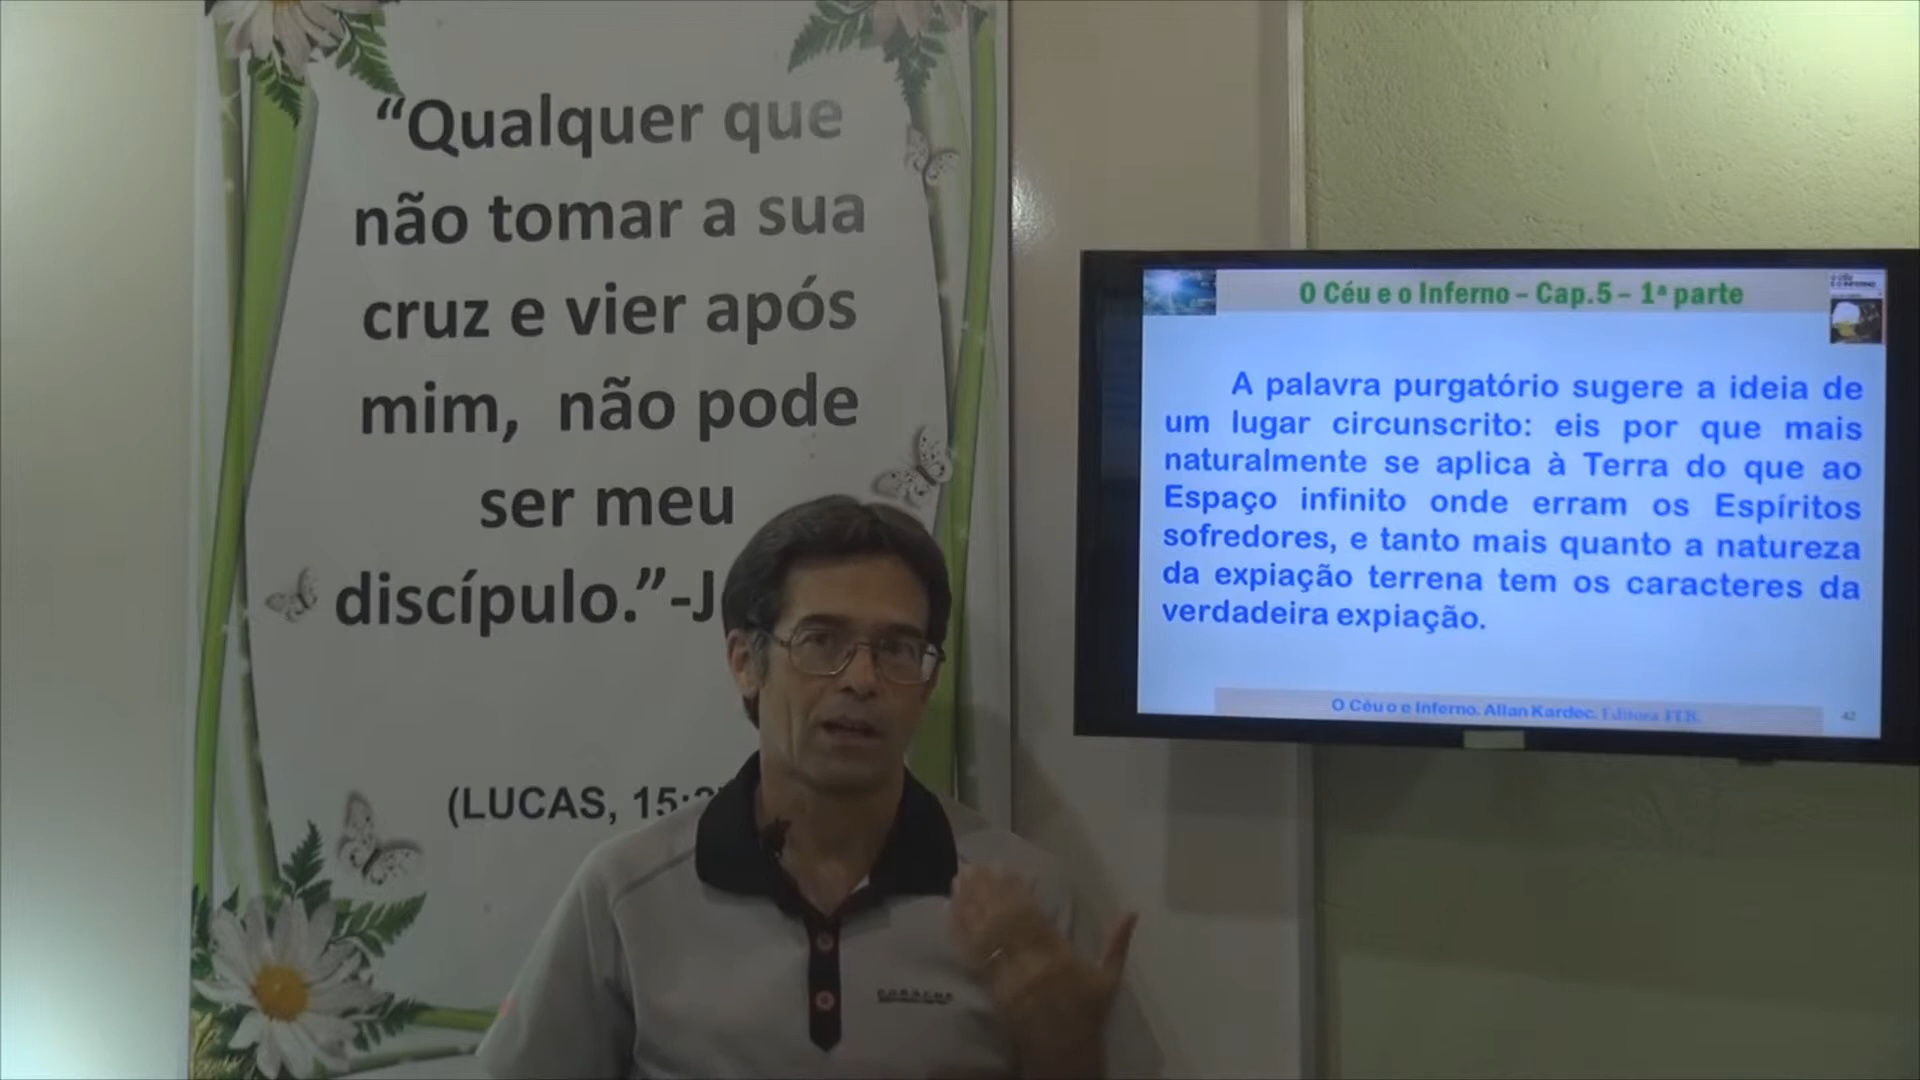 “Qualquer que
não tomar a sua
cruz e vier após
mim, não pode
ser meu
discípulo.”-J
(LUCAS, 15:2
O Céu e o Inferno – Cap.5 – 1ª parte
A palavra purgatório sugere a ideia de
um lugar circunscrito: eis por que mais
naturalmente se aplica à Terra do que ao
Espaço infinito onde erram os Espíritos
sofredores, e tanto mais quanto a natureza
da expiação terrena tem os caracteres da
verdadeira expiação.
O Céu o e Inferno. Allan Kardec. Editora FEB.
42